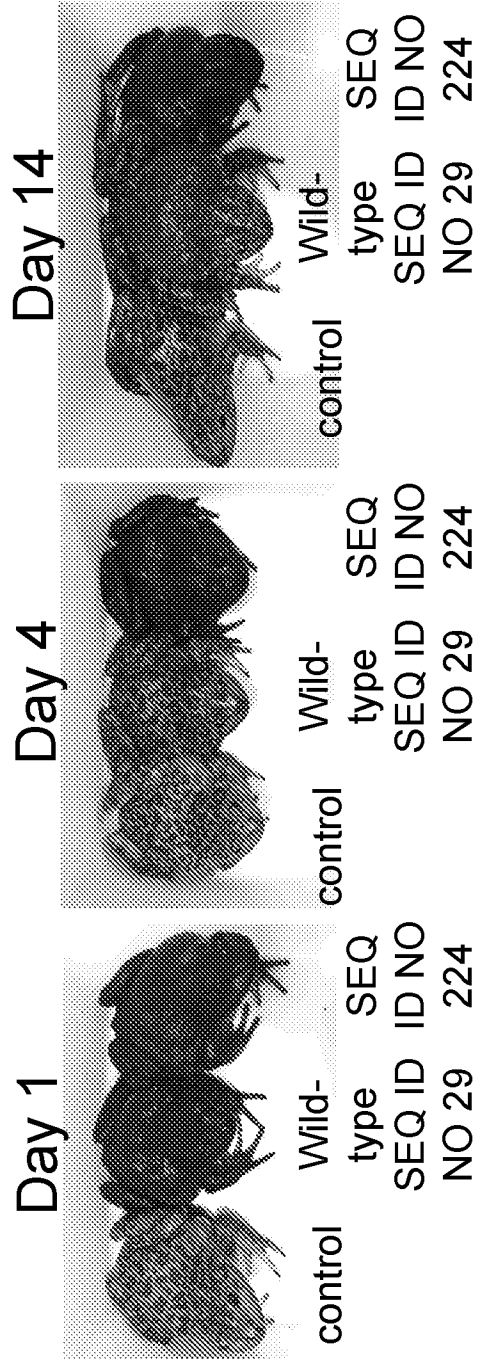 Day 1
control
Wild-
type
SEQ ID
NO 29
SEQ
ID NO
224
Day 4
control
Wild-
type
SEQ ID
NO 29
SEQ
ID NO
224
Day 14
control
Wild-
type
SEQ ID
NO 29
SEQ
ID NO
224